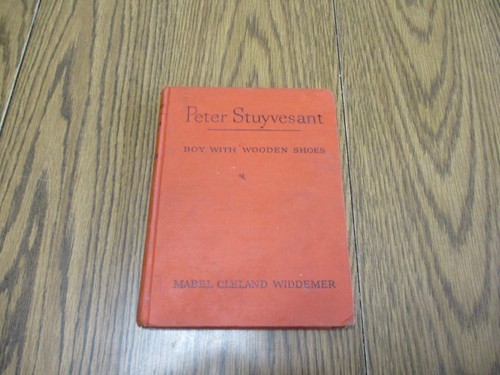 Peter Stuyvesant
BOY WITH WOODEN SHOES
MABEL CLELAND WIDDEMER